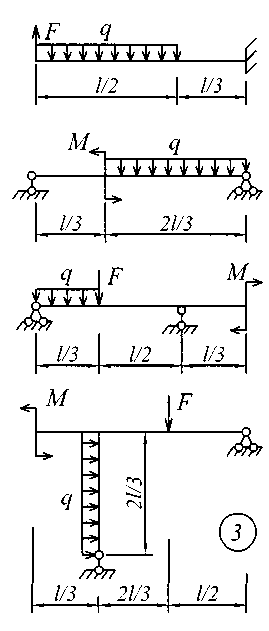 F q
l/2 l/3
M q
l/3 2l/3
q F M
l/3 l/2 l/3
M F
q 2l/3
3
l/3 2l/3 l/2